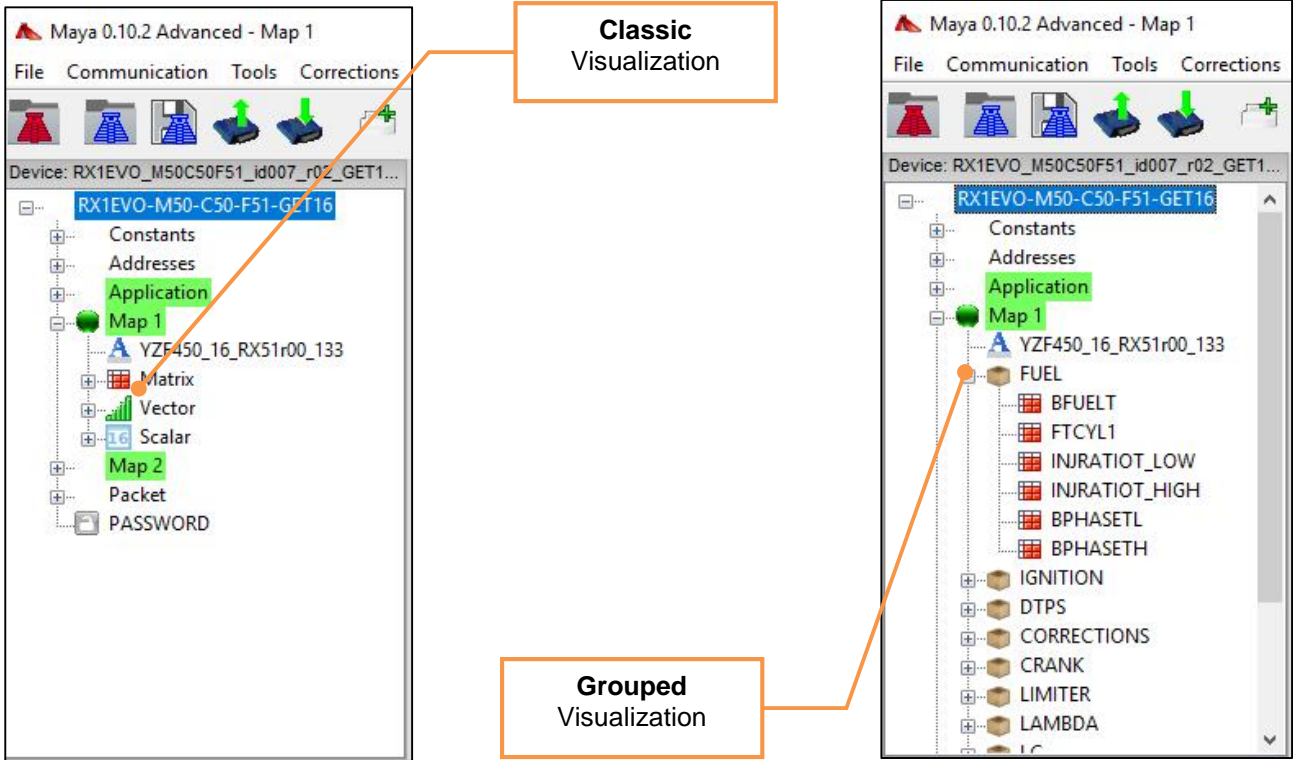 Maya 0.10.2 Advanced - Map 1
File Communication Tools Corrections
Device: RX1EVO_M50C50F51_id007_r02_GET1...
RX1EVO-M50-C50-F51-GET16
Constants
Addresses
Application
Map 1
A YZF450_16_RX51r00_133
Matrix
Vector
16 Scalar
Map 2
Packet
PASSWORD
Classic
Visualization
Grouped
Visualization
Maya 0.10.2 Advanced - Map 1
File Communication Tools Corrections
Device: RX1EVO_M50C50F51_id007_r02_GET1...
RX1EVO-M50-C50-F51-GET16
Constants
Addresses
Application
Map 1
A YZF450_16_RX51r00_133
FUEL
BFUELT
FTCYL1
INJRATIOT_LOW
INJRATIOT_HIGH
BPHASETL
BPHASETH
IGNITION
DTPS
CORRECTIONS
CRANK
LIMITER
LAMBDA